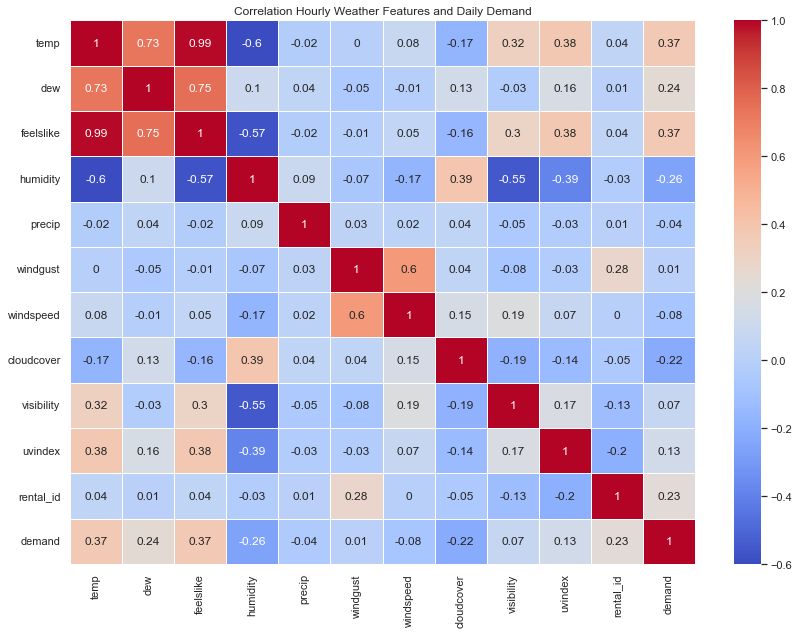 Correlation Hourly Weather Features and Daily Demand
temp 1 0.73 0.99 -0.6 -0.02 0 0.08 -0.17 0.32 0.38 0.04 0.37
dew 0.73 1 0.75 0.1 0.04 -0.05 -0.01 0.13 -0.03 0.16 0.01 0.24
feelslike 0.99 0.75 1 -0.57 -0.02 -0.01 0.05 -0.16 0.3 0.38 0.04 0.37
humidity -0.6 0.1 -0.57 1 0.09 -0.07 -0.17 0.39 -0.55 -0.39 -0.03 -0.26
precip -0.02 0.04 -0.02 0.09 1 0.03 0.02 0.04 -0.05 -0.03 0.01 -0.04
windgust 0 -0.05 -0.01 -0.07 0.03 1 0.6 0.04 -0.08 -0.03 0.28 0.01
windspeed 0.08 -0.01 0.05 -0.17 0.02 0.6 1 0.15 0.19 0.07 0 -0.08
cloudcover -0.17 0.13 -0.16 0.39 0.04 0.04 0.15 1 -0.19 -0.14 -0.05 -0.22
visibility 0.32 -0.03 0.3 -0.55 -0.05 -0.08 0.19 -0.19 1 0.17 -0.13 0.07
uvindex 0.38 0.16 0.38 -0.39 -0.03 -0.03 0.07 -0.14 0.17 1 -0.2 0.13
rental_id 0.04 0.01 0.04 -0.03 0.01 0.28 0 -0.05 -0.13 -0.2 1 0.23
demand 0.37 0.24 0.37 -0.26 -0.04 0.01 -0.08 -0.22 0.07 0.13 0.23 1
temp dew feelslike humidity precip windgust windspeed cloudcover visibility uvindex rental_id demand
1.0
0.8
0.6
0.4
0.2
0.0
−0.2
−0.4
−0.6